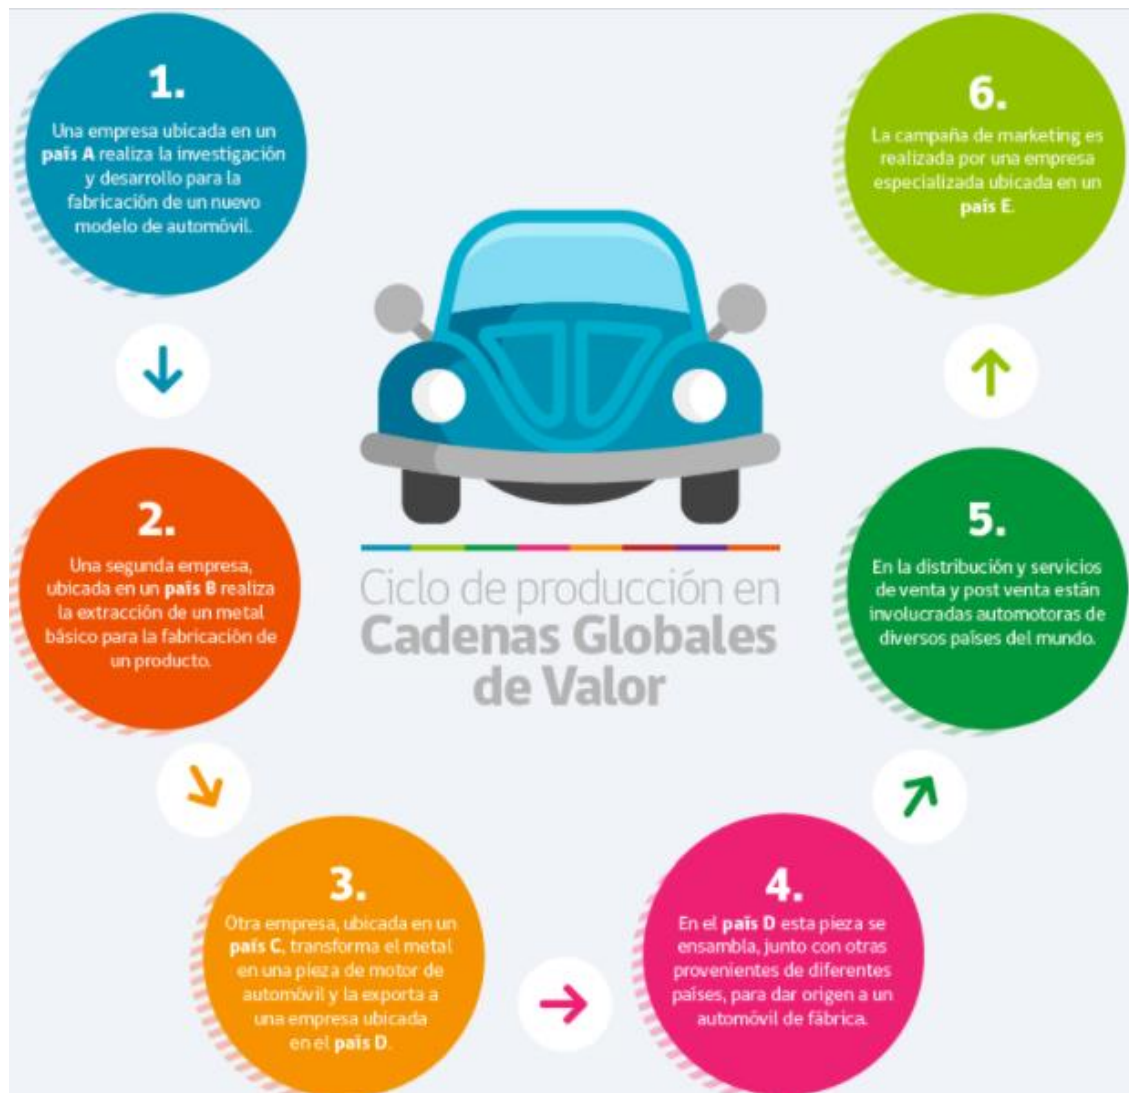 1.
Una empresa ubicada en un
país A realiza la investigación
y desarrollo para la
fabricación de un nuevo
modelo de automóvil.
2.
Una segunda empresa,
ubicada en un país B realiza
la extracción de un metal
básico para la fabricación de
un producto.
3.
Otra empresa, ubicada en un
país C, transforma el metal
en una pieza de motor de
automóvil y la exporta a
una empresa ubicada
en el país D.
4.
En el país D esta pieza se
ensambla, junto con otras
provenientes de diferentes
países, para dar origen a un
automóvil de fábrica.
5.
En la distribución y servicios
de venta y post venta están
involucradas automotoras de
diversos países del mundo.
6.
La campaña de marketing es
realizada por una empresa
especializada ubicada en un
país E.
Ciclo de producción en
Cadenas Globales
de Valor